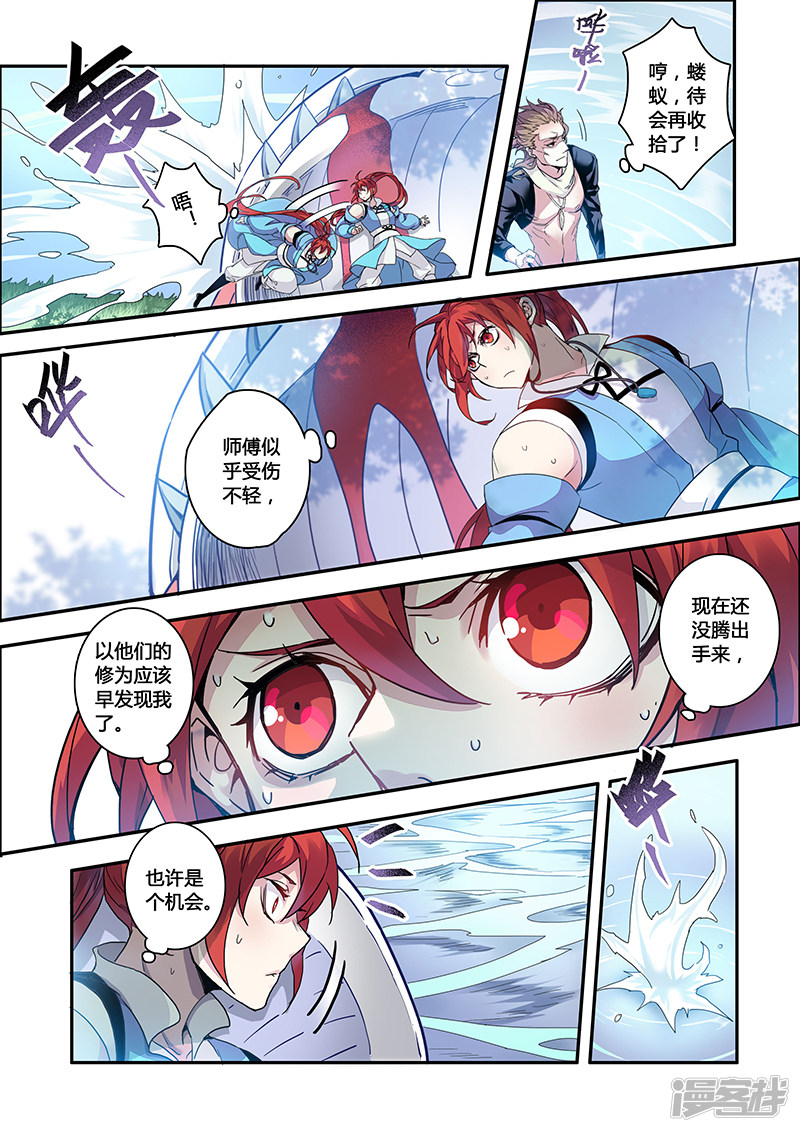 唔！
哼，蝼
蚁，待
会再收
拾了！
哗啦
哗
师傅似
乎受伤
不轻，
以他们的
修为应该
早发现我
了。
现在还
没腾出
手来，
也许是
个机会。
哗
漫客栈